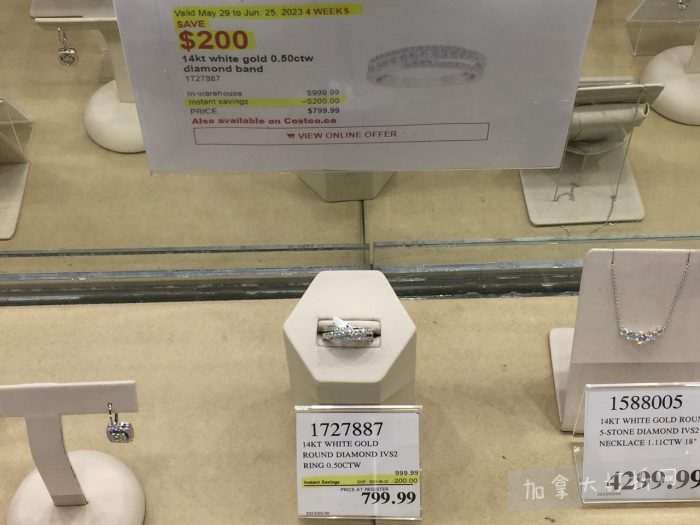 Valid May 29 to Jun. 25, 2023 4 WEEKS
SAVE
$200
14kt white gold 0.50ctw
diamond band
1727887
In-warehouse $999.99
Instant savings -$200.00
PRICE $799.99
Also available on Costco.ca
VIEW ONLINE OFFER
1727887
14KT WHITE GOLD
ROUND DIAMOND IVS2
RING 0.50CTW
999.99
Instant Savings 200.00
PRICE AT REGISTER
799.99
1588005
14KT WHITE GOLD ROUN
5-STONE DIAMOND IVS2
NECKLACE 1.11CTW 18"
4299.99
加拿大